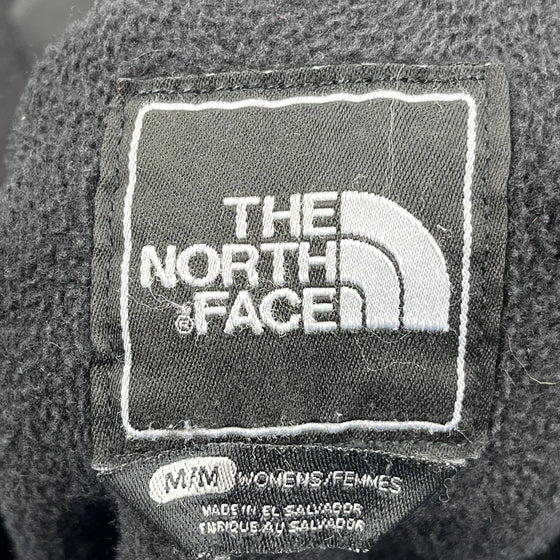 THE
NORTH
®FACE
M/M WOMENS/FEMMES
MADE IN EL SALVADOR
FABRIQUE AU SALVADOR